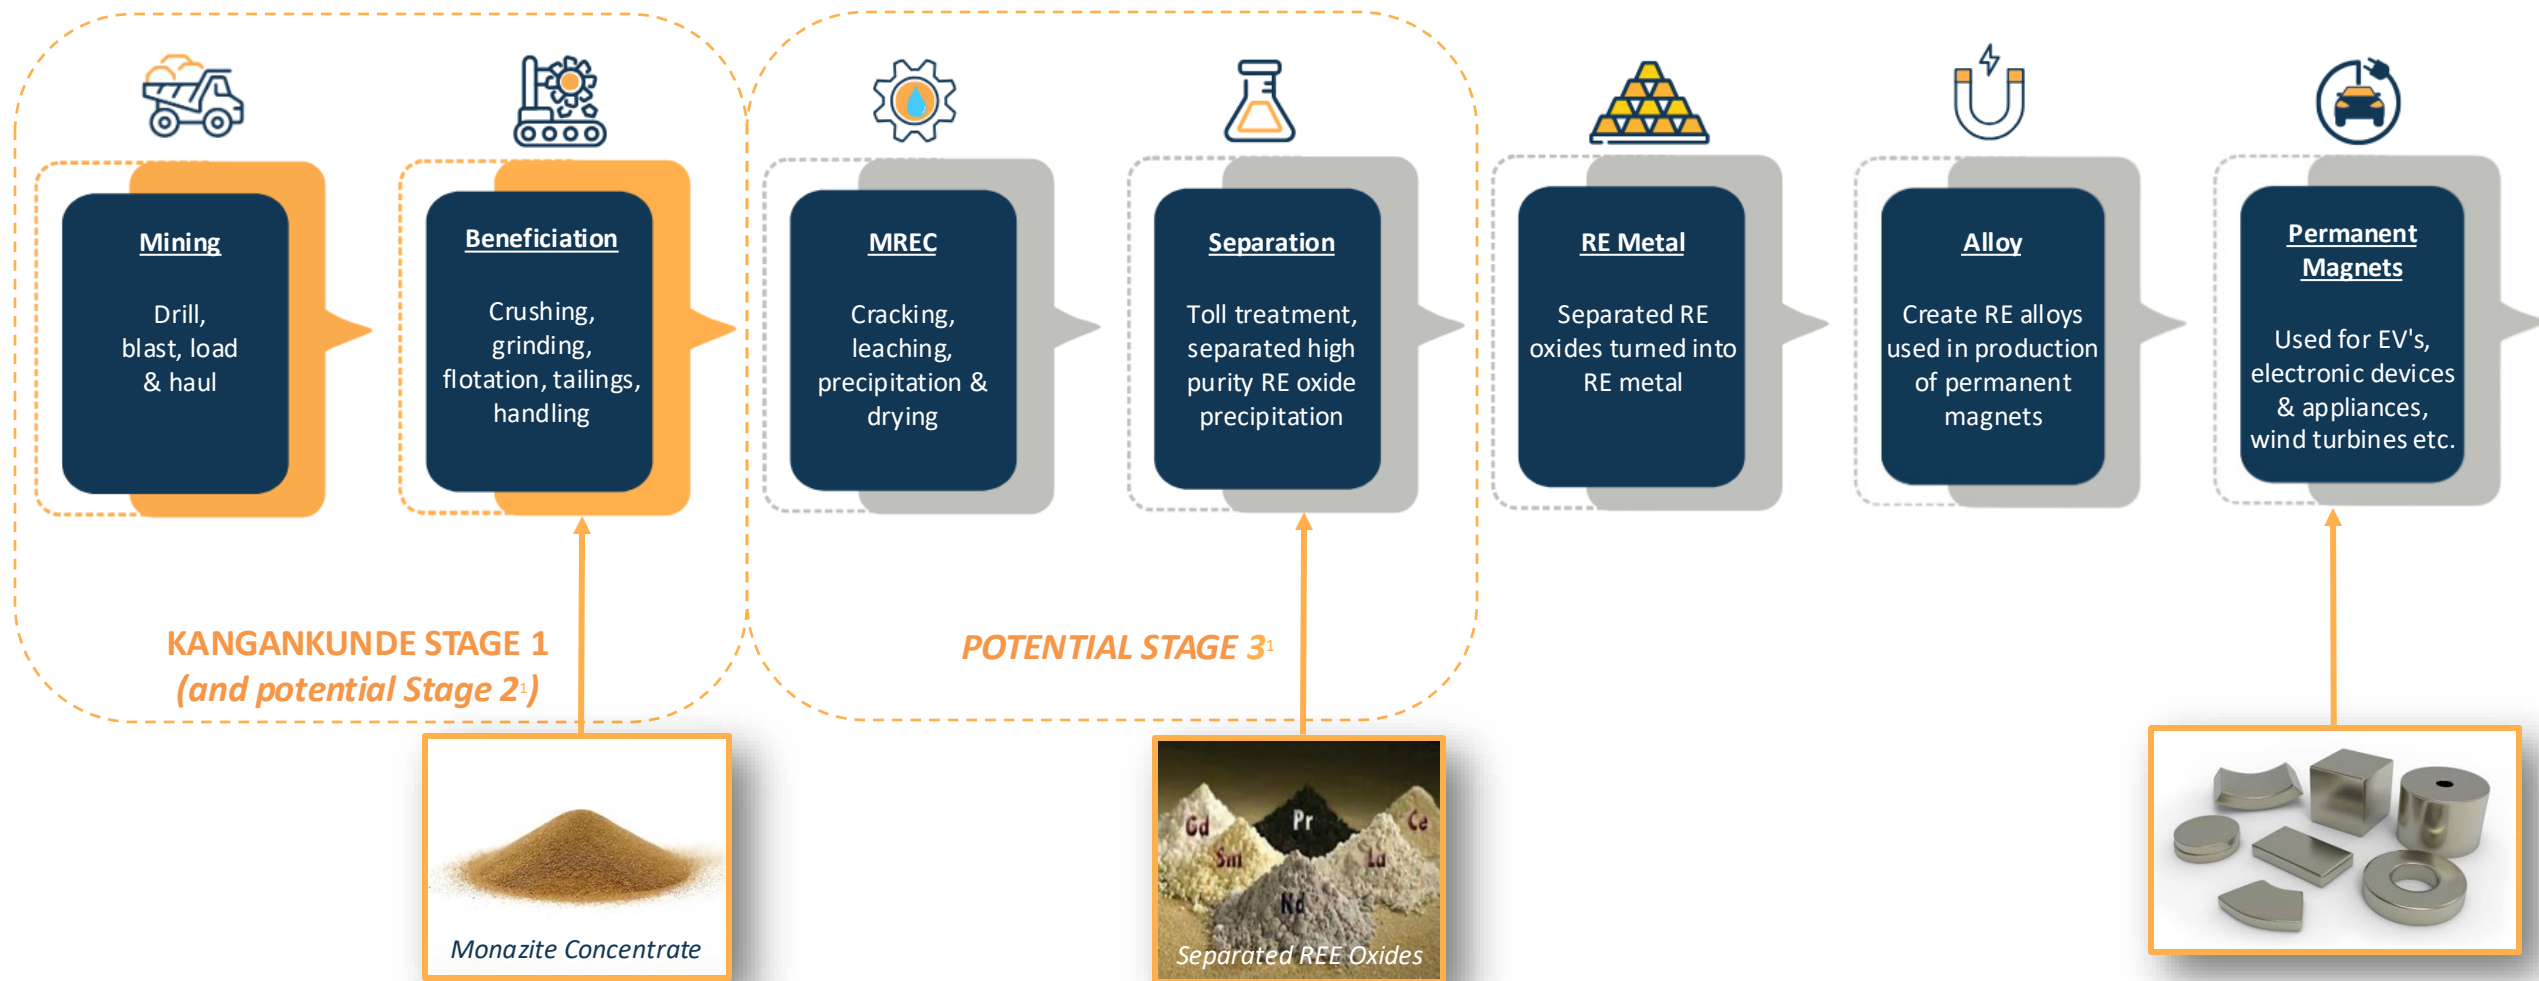 Mining
Drill,
blast, load
& haul
Beneficiation
Crushing,
grinding,
flotation, tailings,
handling
MREC
Cracking,
leaching,
precipitation &
drying
Separation
Toll treatment,
separated high
purity RE oxide
precipitation
RE Metal
Separated RE
oxides turned into
RE metal
Alloy
Create RE alloys
used in production
of permanent
magnets
Permanent
Magnets
Used for EV's,
electronic devices
& appliances,
wind turbines etc.
KANGANKUNDE STAGE 1
(and potential Stage 2¹)
POTENTIAL STAGE 3¹
Monazite Concentrate
Gd
Pr
Ce
Sm
La
Nd
Separated REE Oxides